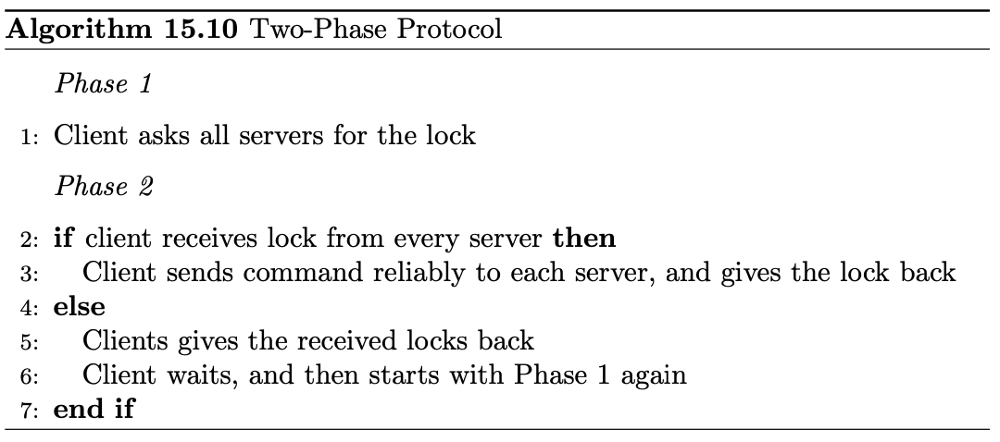 Algorithm 15.10 Two-Phase Protocol
Phase 1
1: Client asks all servers for the lock
Phase 2
2: if client receives lock from every server then
3: Client sends command reliably to each server, and gives the lock back
4: else
5: Clients gives the received locks back
6: Client waits, and then starts with Phase 1 again
7: end if